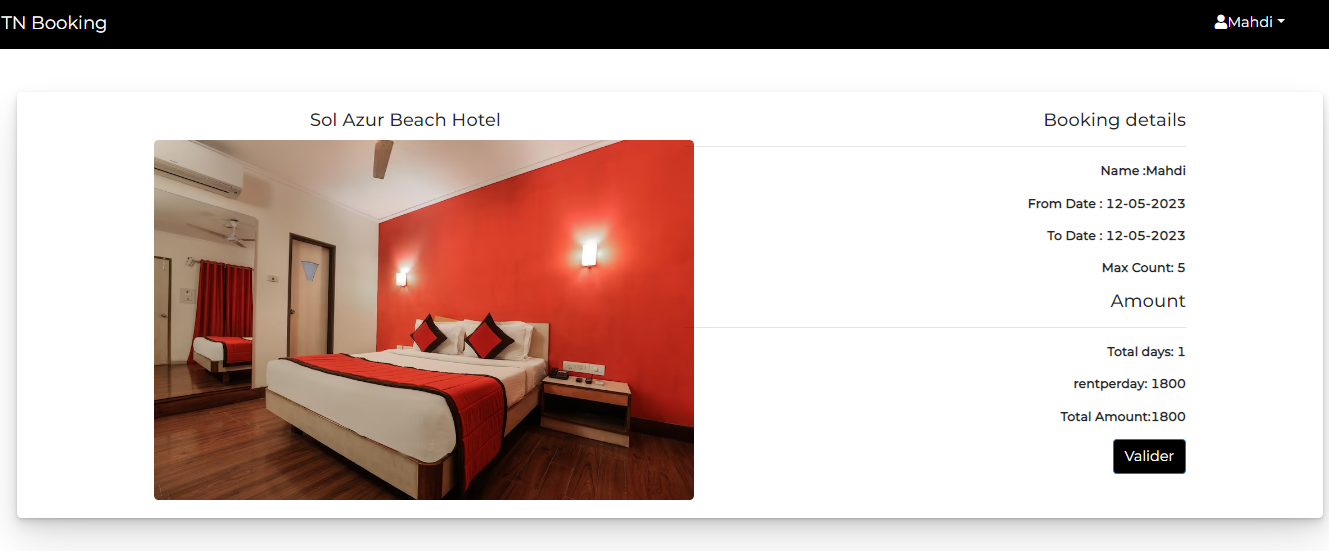 TN Booking
Mahdi
Sol Azur Beach Hotel
Booking details
Name :Mahdi
From Date : 12-05-2023
To Date : 12-05-2023
Max Count: 5
Amount
Total days: 1
rentperday: 1800
Total Amount:1800
Valider